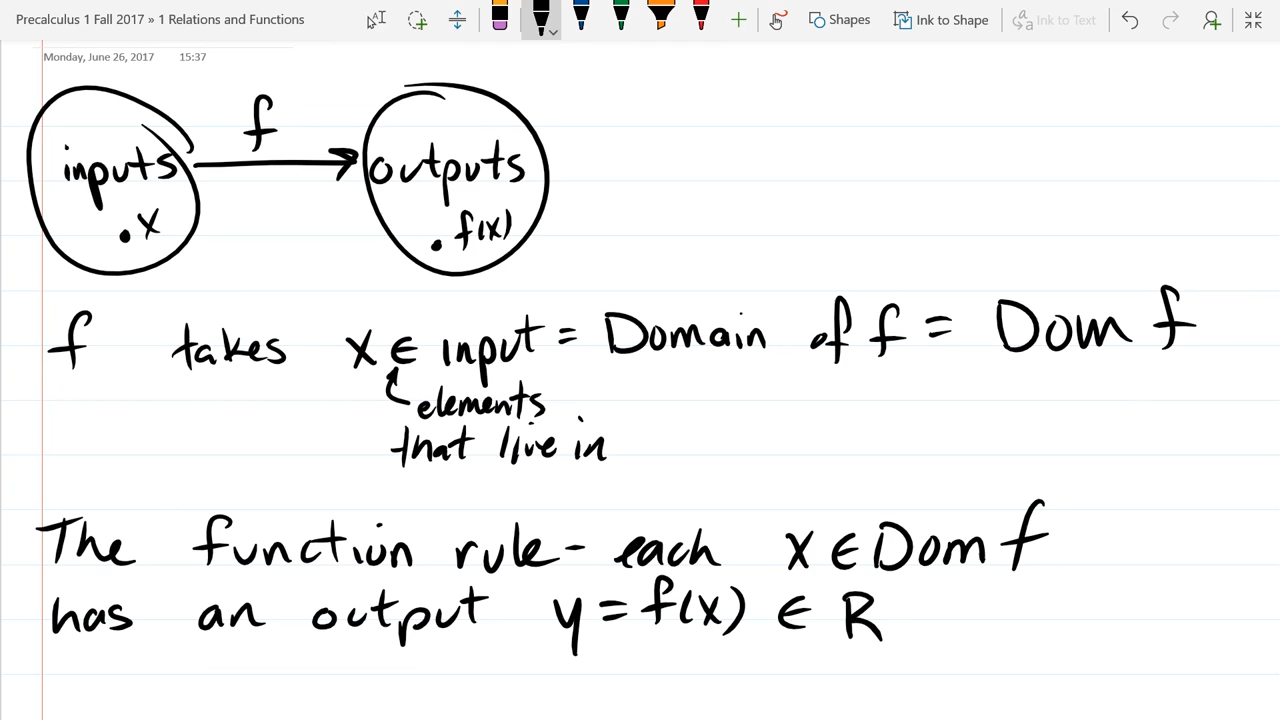 Precalculus 1 Fall 2017 » 1 Relations and Functions
Shapes
Ink to Shape
Ink to Text
Monday, June 26, 2017 15:37
f
inputs outputs
.x .f(x)
f takes x ∈ input = Domain of f = Dom f
elements
that live in
The function rule - each x ∈ Dom f
has an output y = f(x) ∈ R